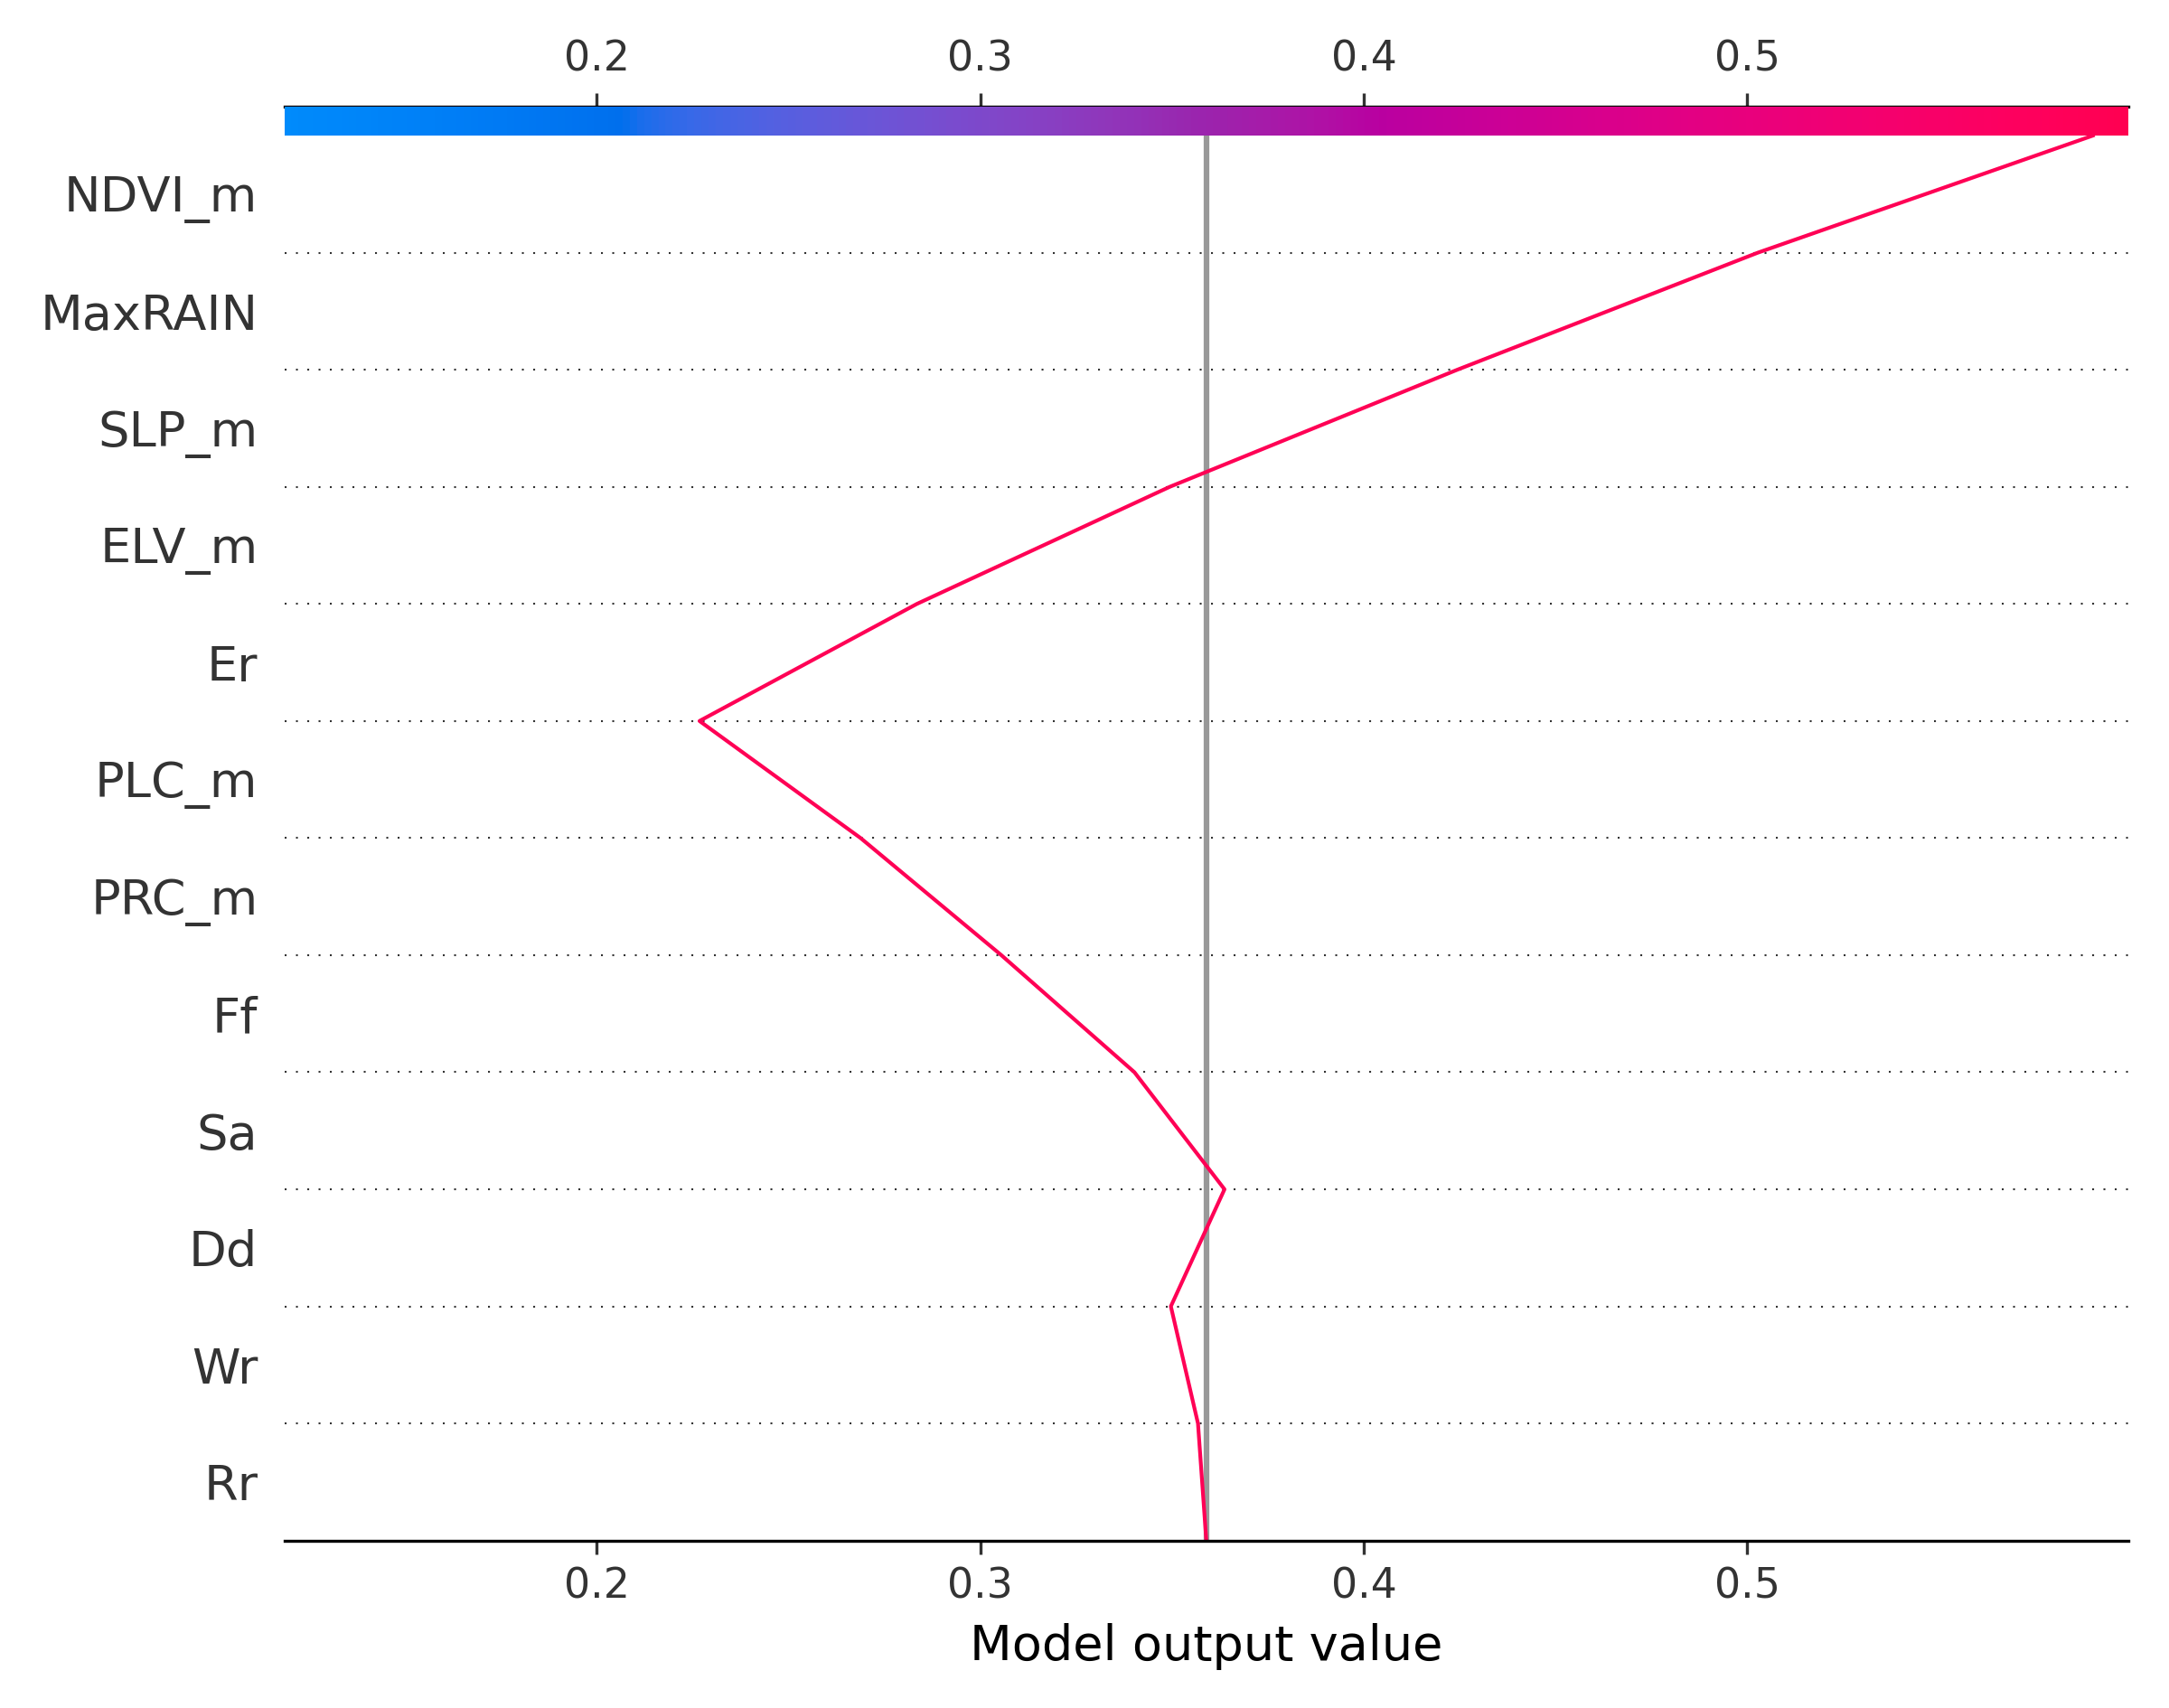 0.2 0.3 0.4 0.5
NDVI_m
MaxRAIN
SLP_m
ELV_m
Er
PLC_m
PRC_m
Ff
Sa
Dd
Wr
Rr
0.2 0.3 0.4 0.5
Model output value